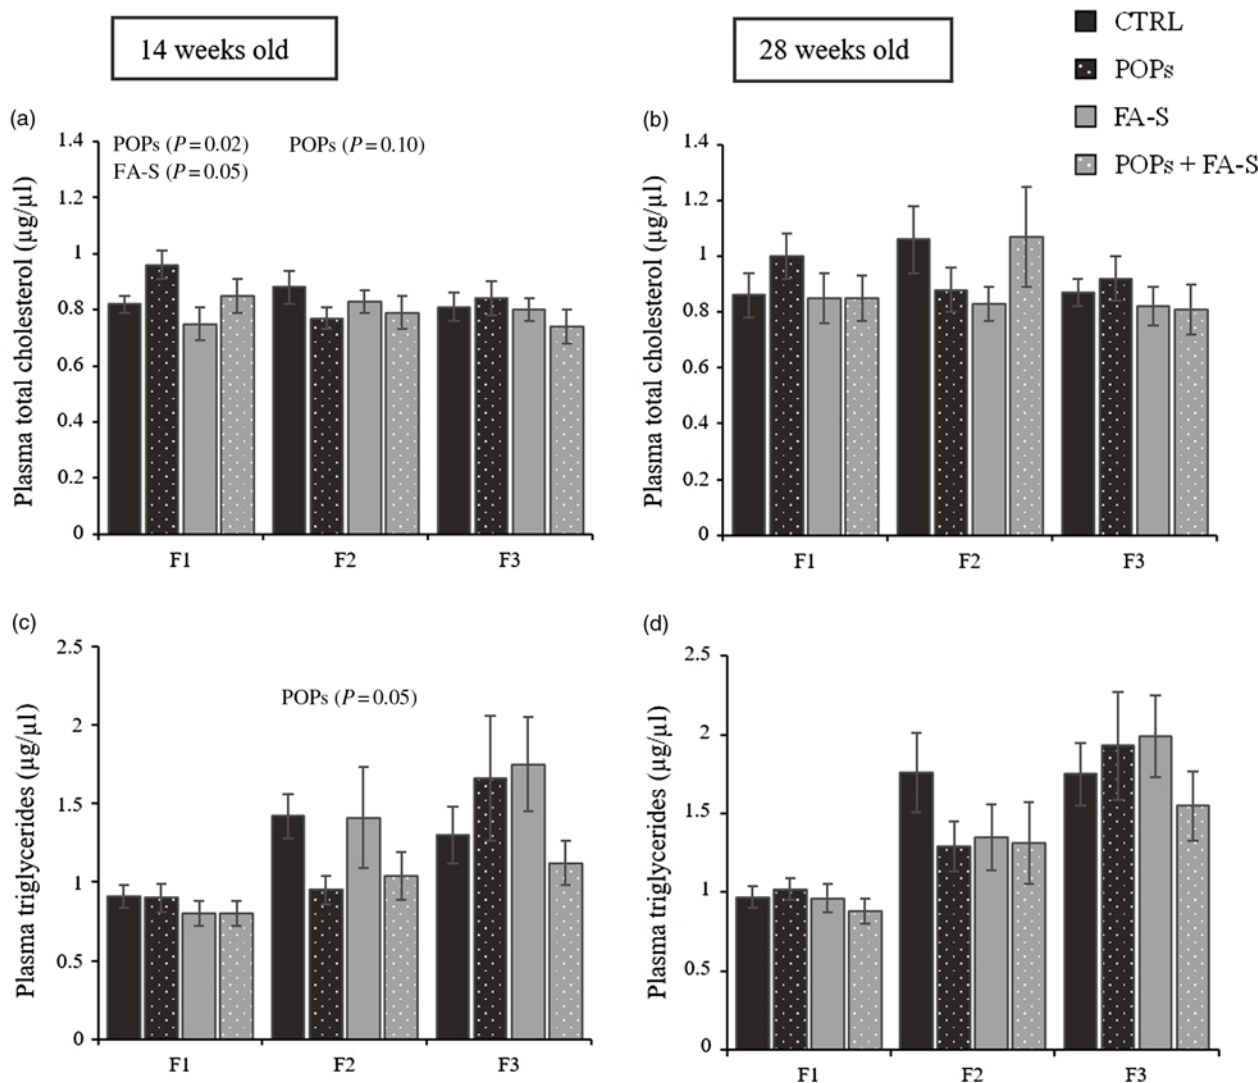 14 weeks old
28 weeks old
CTRL
POPs
FA-S
POPs + FA-S
(a)
Plasma total cholesterol (µg/µl)
1.4
1.2
1
0.8
0.6
0.4
0.2
0
POPs (P=0.02)
FA-S (P=0.05)
POPs (P=0.10)
F1
F2
F3
(b)
Plasma total cholesterol (µg/µl)
1.4
1.2
1
0.8
0.6
0.4
0.2
0
F1
F2
F3
(c)
Plasma triglycerides (µg/µl)
2.5
2
1.5
1
0.5
0
POPs (P=0.05)
F1
F2
F3
(d)
Plasma triglycerides (µg/µl)
2.5
2
1.5
1
0.5
0
F1
F2
F3